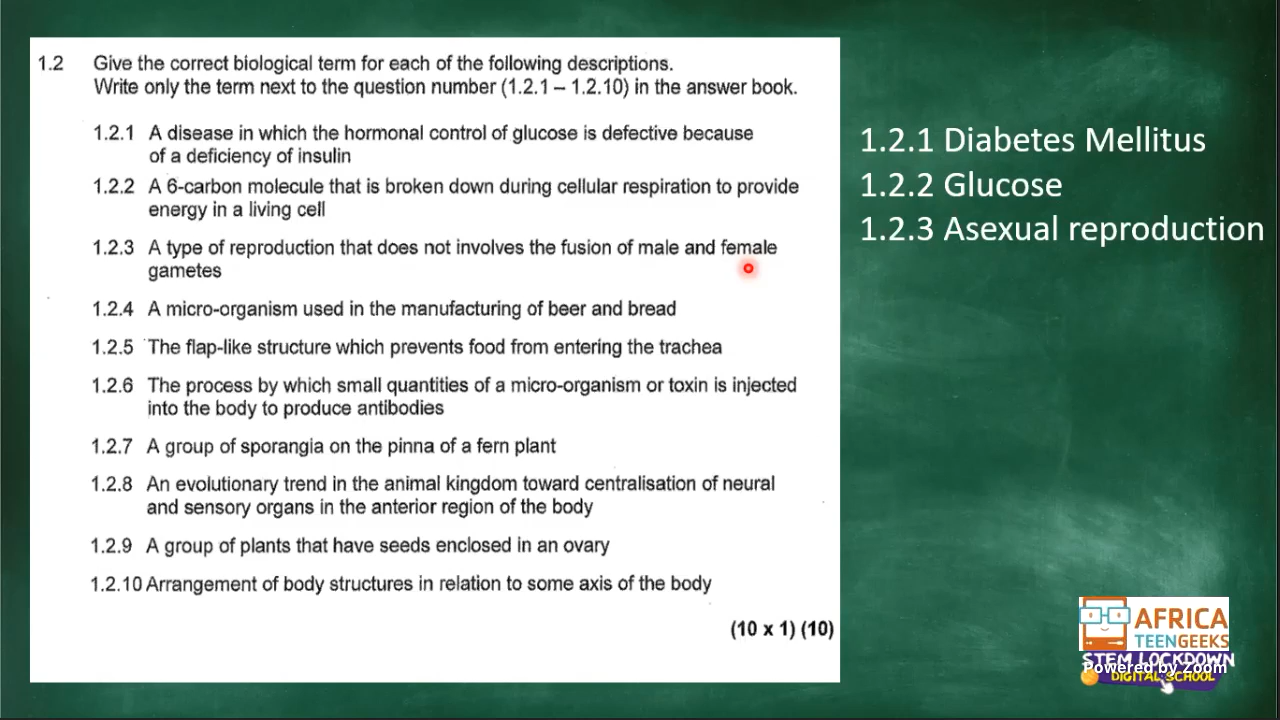 1.2 Give the correct biological term for each of the following descriptions.
Write only the term next to the question number (1.2.1 – 1.2.10) in the answer book.
1.2.1 A disease in which the hormonal control of glucose is defective because
of a deficiency of insulin
1.2.2 A 6-carbon molecule that is broken down during cellular respiration to provide
energy in a living cell
1.2.3 A type of reproduction that does not involves the fusion of male and female
gametes
1.2.4 A micro-organism used in the manufacturing of beer and bread
1.2.5 The flap-like structure which prevents food from entering the trachea
1.2.6 The process by which small quantities of a micro-organism or toxin is injected
into the body to produce antibodies
1.2.7 A group of sporangia on the pinna of a fern plant
1.2.8 An evolutionary trend in the animal kingdom toward centralisation of neural
and sensory organs in the anterior region of the body
1.2.9 A group of plants that have seeds enclosed in an ovary
1.2.10 Arrangement of body structures in relation to some axis of the body
(10 x 1) (10)
1.2.1 Diabetes Mellitus
1.2.2 Glucose
1.2.3 Asexual reproduction
AFRICA
TEENGEEKS
STEM LOCKDOWN
Powered by Zoom
DIGITAL SCHOOL